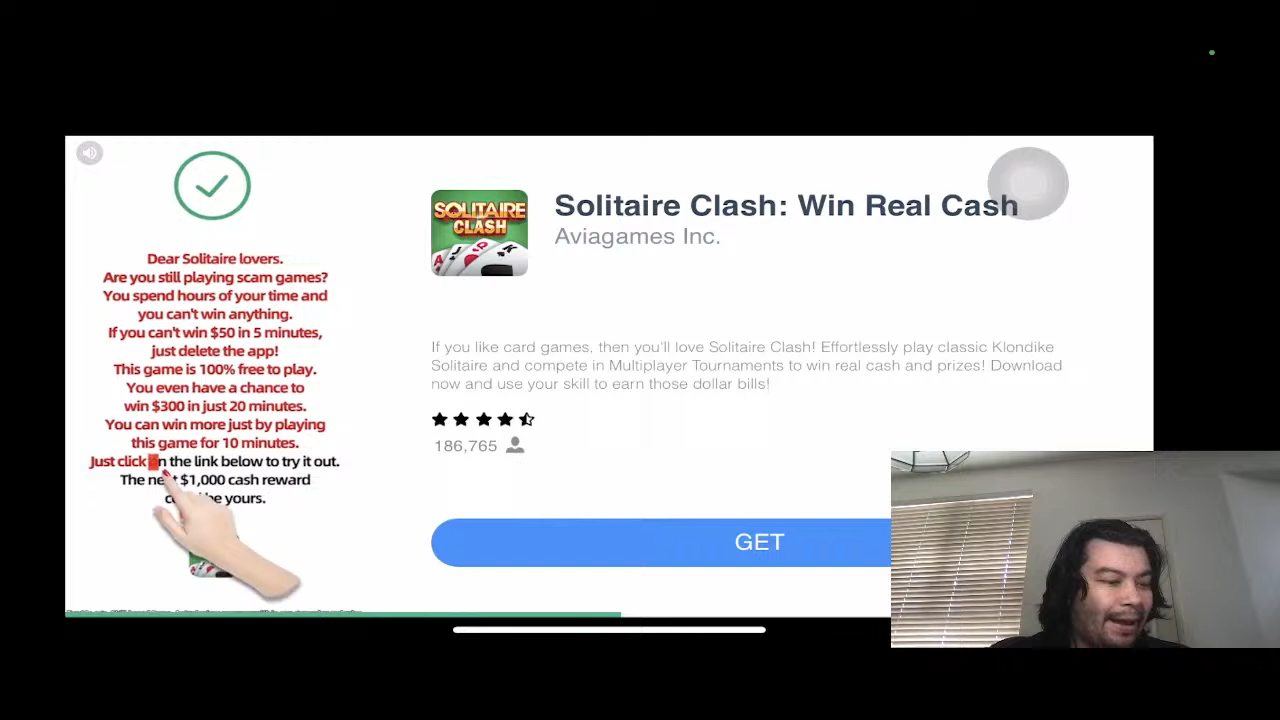 Dear Solitaire lovers.
Are you still playing scam games?
You spend hours of your time and
you can't win anything.
If you can't win $50 in 5 minutes,
just delete the app!
This game is 100% free to play.
You even have a chance to
win $300 in just 20 minutes.
You can win more just by playing
this game for 10 minutes.
Just click on the link below to try it out.
The next $1,000 cash reward
be yours.
SOLITAIRE
CLASH
Solitaire Clash: Win Real Cash
Aviagames Inc.
If you like card games, then you'll love Solitaire Clash! Effortlessly play classic Klondike
Solitaire and compete in Multiplayer Tournaments to win real cash and prizes! Download
now and use your skill to earn those dollar bills!
186,765
GET